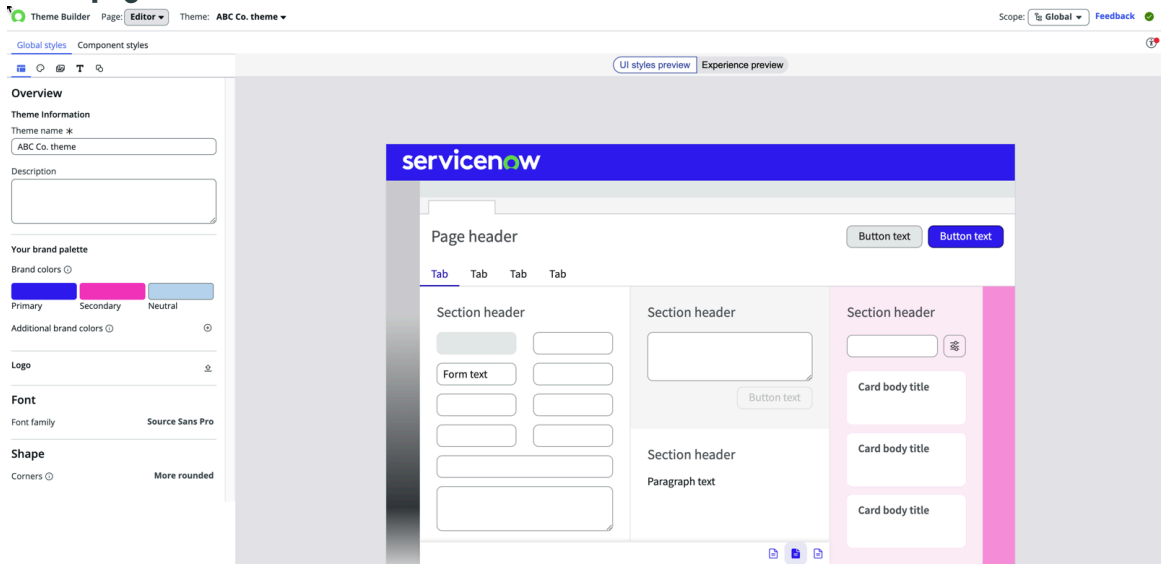 Theme Builder Page: Editor Theme: ABC Co. theme Scope: Global Feedback
Global styles Component styles
UI styles preview Experience preview
Overview
Theme Information
Theme name *
ABC Co. theme
Description
Your brand palette
Brand colors
Primary Secondary Neutral
Additional brand colors
Logo
Font
Font family Source Sans Pro
Shape
Corners More rounded
servicenow
Page header Button text Button text
Tab Tab Tab Tab
Section header
Form text
Section header
Button text
Section header
Paragraph text
Section header
Card body title
Card body title
Card body title